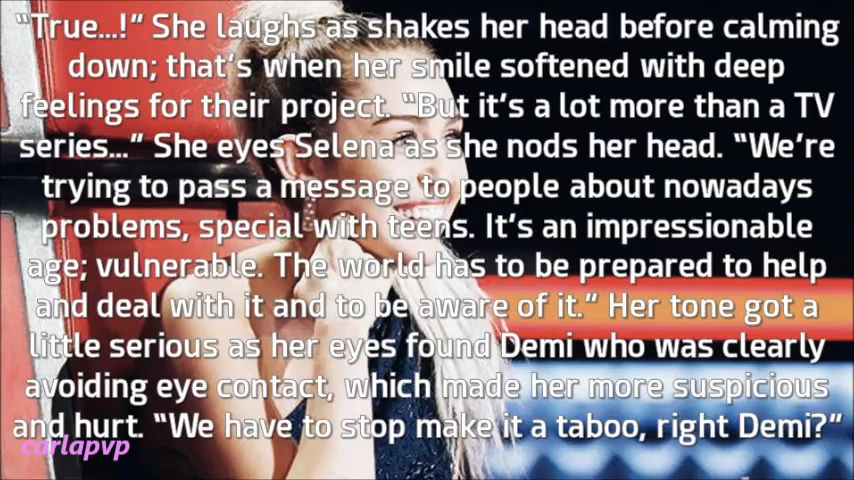 “True...!” She laughs as shakes her head before calming
down; that’s when her smile softened with deep
feelings for their project. “But it’s a lot more than a TV
series...” She eyes Selena as she nods her head. “We’re
trying to pass a message to people about nowadays
problems, special with teens. It’s an impressionable
age; vulnerable. The world has to be prepared to help
and deal with it and to be aware of it.” Her tone got a
little serious as her eyes found Demi who was clearly
avoiding eye contact, which made her more suspicious
and hurt. “We have to stop make it a taboo, right Demi?”
carlapvp